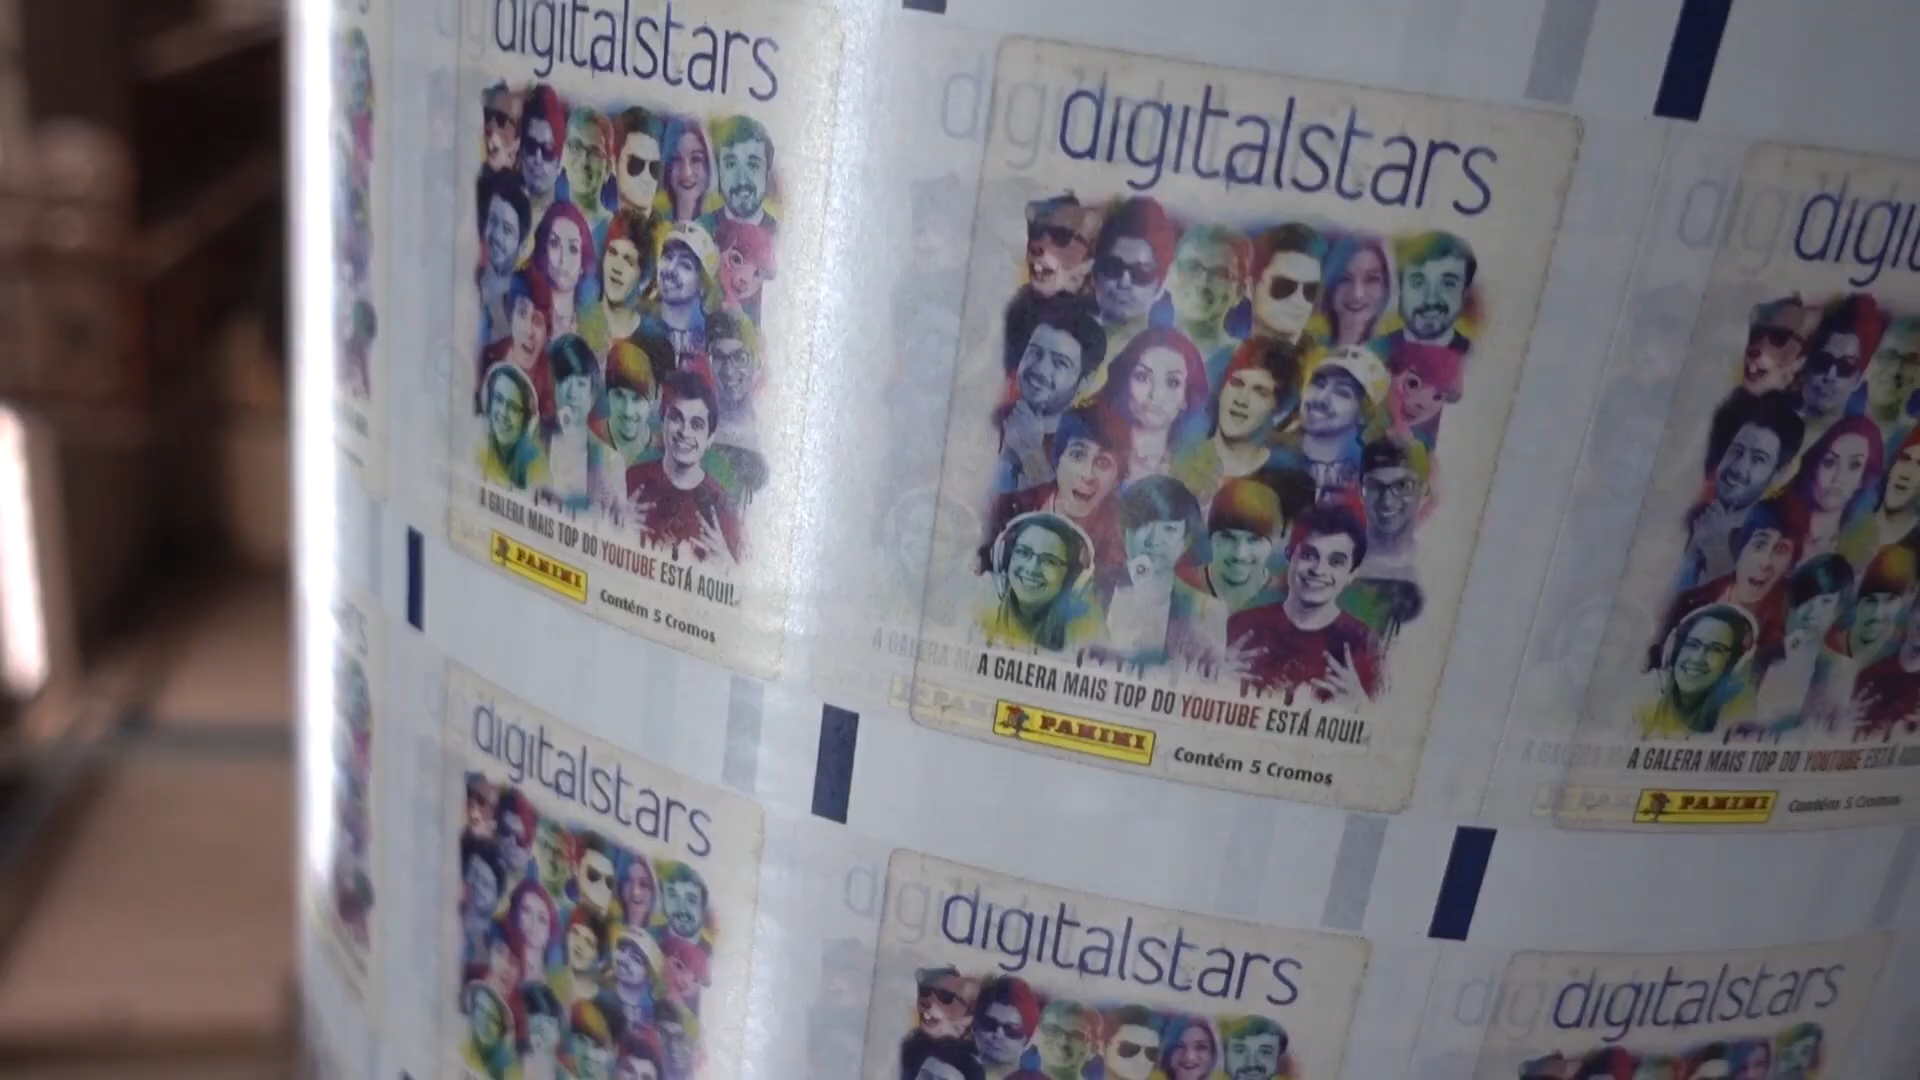 digitalstars
A GALERA MAIS TOP DO YOUTUBE ESTÁ AQUI!
PANINI
Contém 5 Cromos
digitalstars
A GALERA MAIS TOP DO YOUTUBE ESTÁ AQUI!
PANINI
Contém 5 Cromos
A GALERA MAIS TOP DO YOUTUBE ESTÁ
PANINI
Contém 5 Cromos
digitalstars
digitalstars
digitalstars